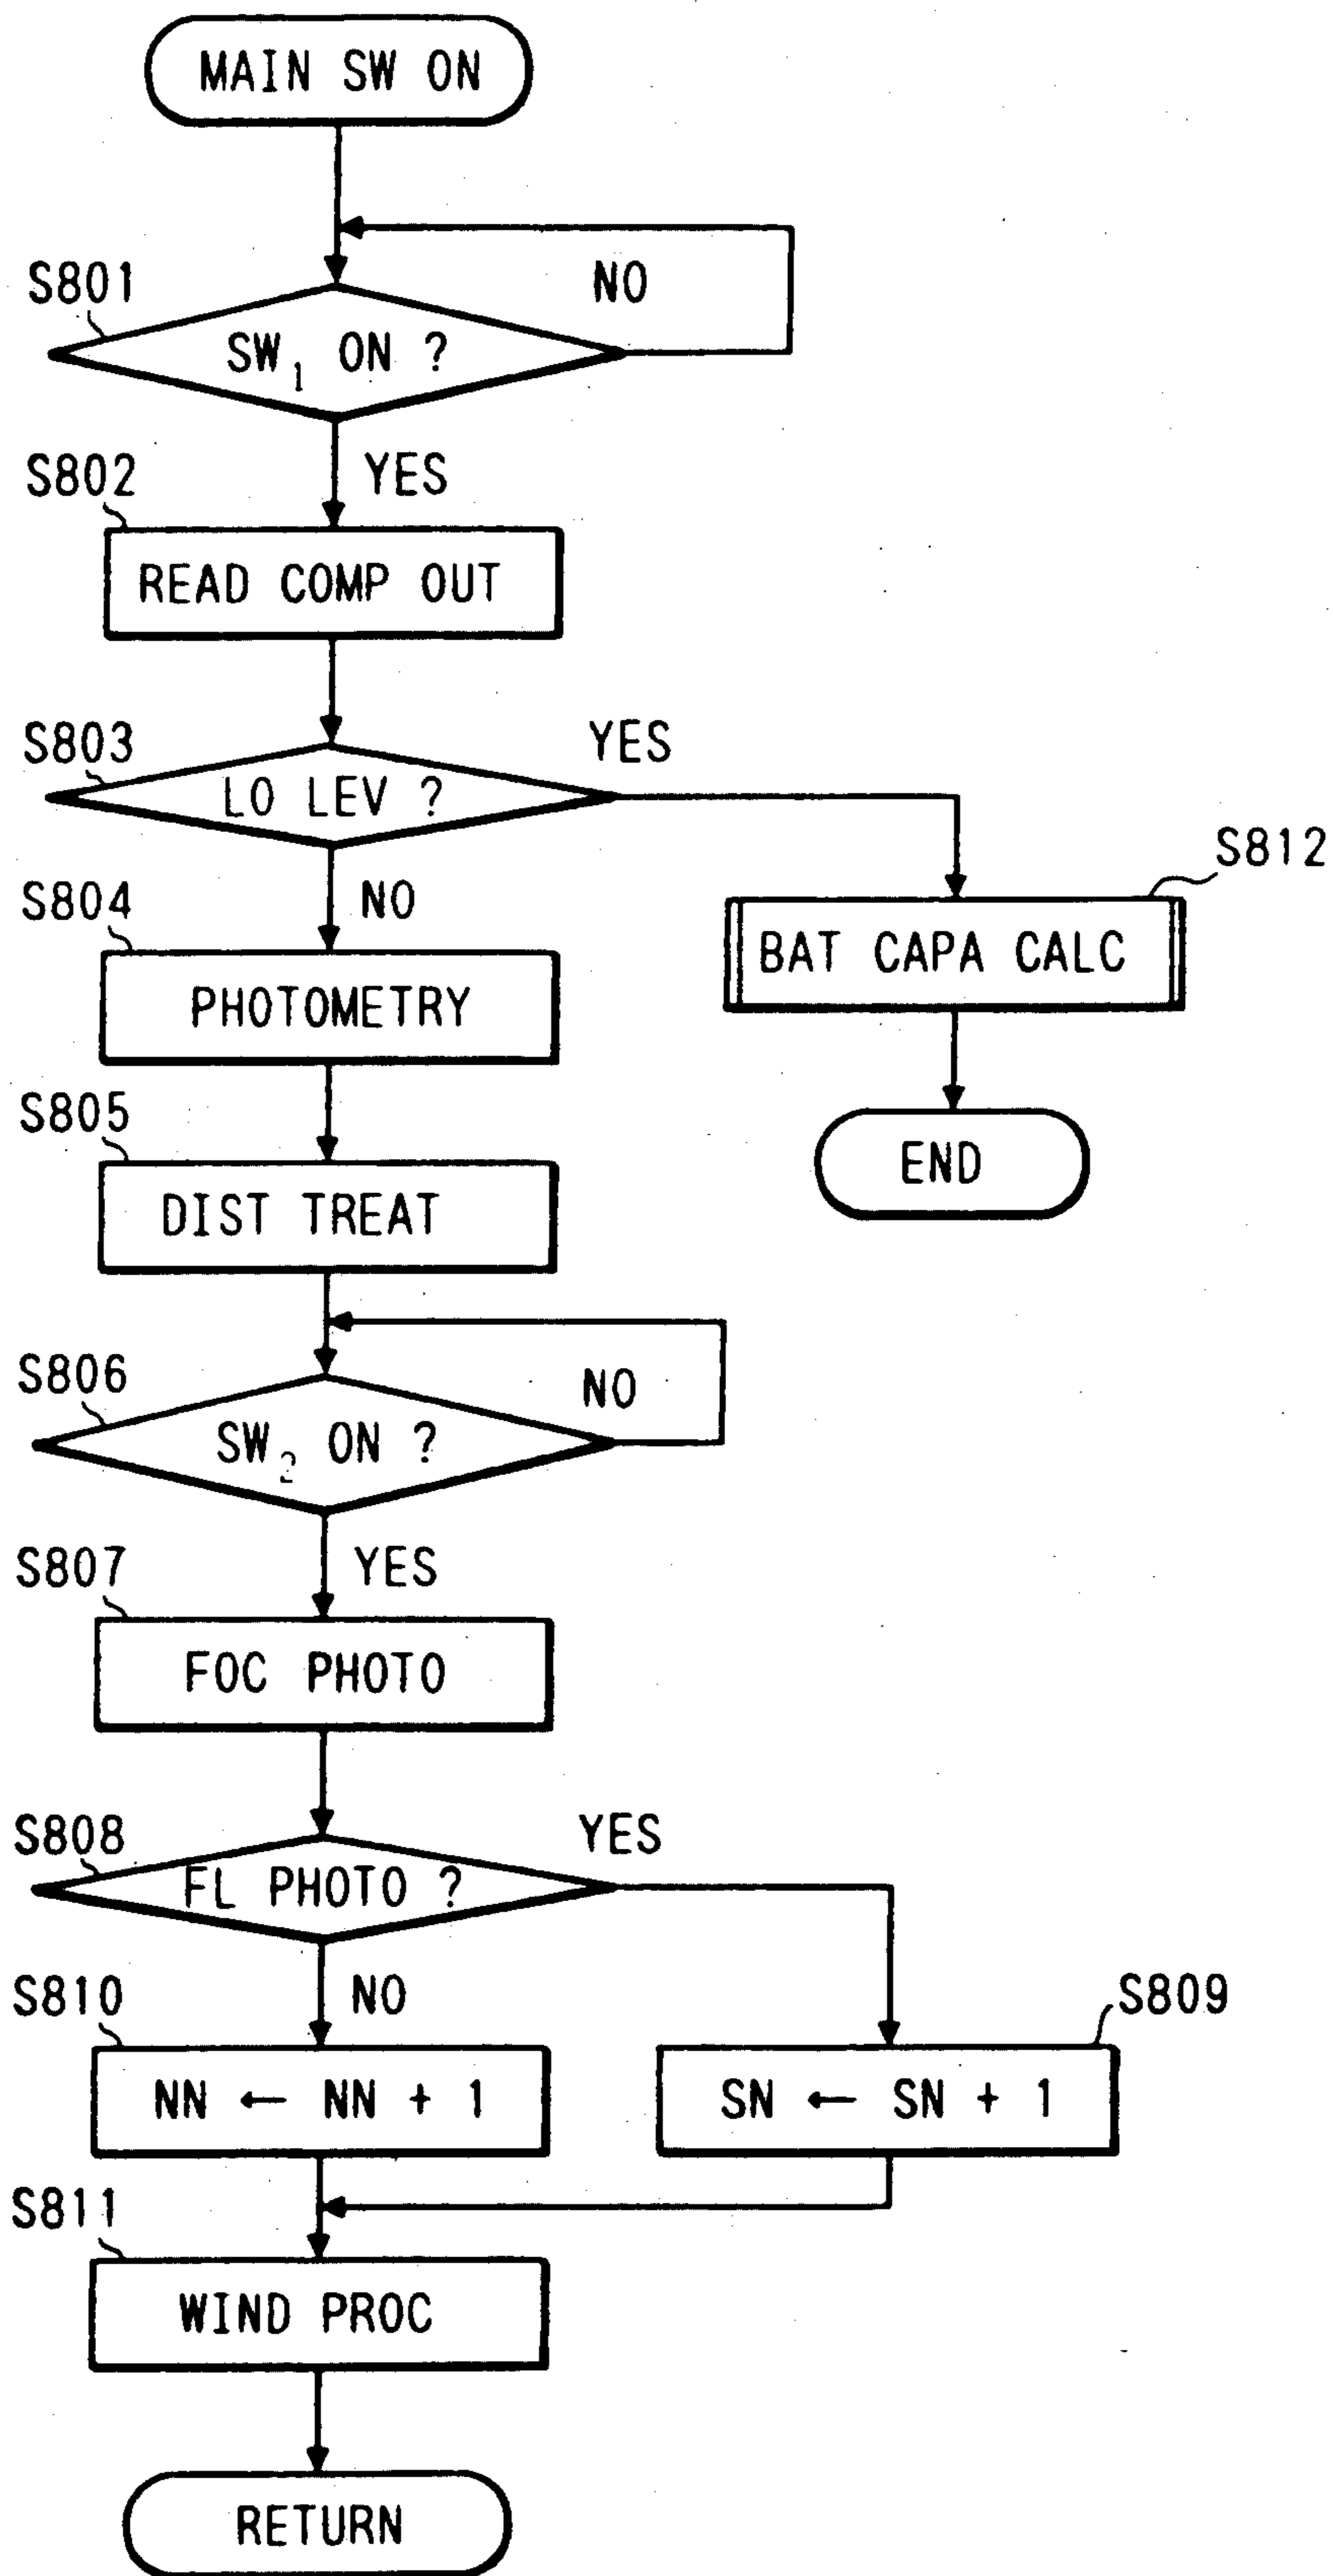 MAIN SW ON
S801
NO
SW₁ ON ?
S802
YES
READ COMP OUT
S803
YES
LO LEV ?
S812
S804
NO
BAT CAPA CALC
PHOTOMETRY
S805
END
DIST TREAT
S806
NO
SW₂ ON ?
S807
YES
FOC PHOTO
S808
YES
FL PHOTO ?
S810
NO
S809
NN ← NN + 1
SN ← SN + 1
S811
WIND PROC
RETURN